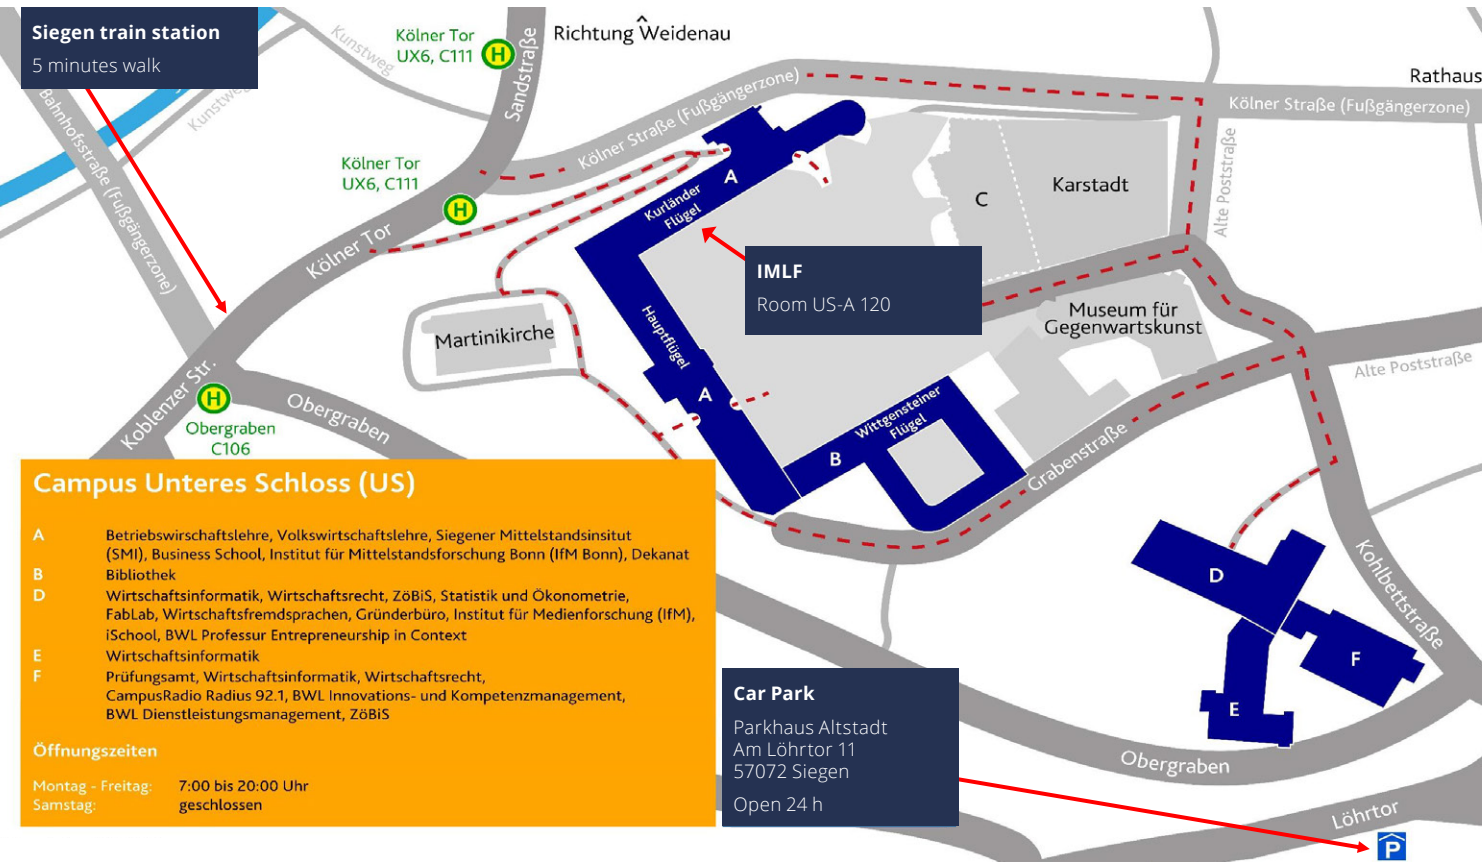 Siegen train station
5 minutes walk
Kunstweg
Kölner Tor
UX6, C111
H
Sandstraße
Richtung Weidenau
Rathaus
Kunstweg
Bahnhofsstraße (Fußgängerzone)
Kölner Straße (Fußgängerzone)
Kölner Straße (Fußgängerzone)
Kölner Tor
UX6, C111
H
Kölner Tor
A
Kurländer
Flügel
C
Karstadt
Alte Poststraße
IMLF
Room US-A 120
Museum für
Gegenwartskunst
Martinikirche
Hauptflügel
A
Alte Poststraße
Koblenzer Str.
H
Obergraben
C106
Obergraben
Wittgensteiner
Flügel
B
Grabenstraße
Campus Unteres Schloss (US)
A Betriebswirschaftslehre, Volkswirtschaftslehre, Siegener Mittelstandsinsitut
(SMI), Business School, Institut für Mittelstandsforschung Bonn (IfM Bonn), Dekanat
B Bibliothek
D Wirtschaftsinformatik, Wirtschaftsrecht, ZöBiS, Statistik und Ökonometrie,
FabLab, Wirtschaftsfremdsprachen, Gründerbüro, Institut für Medienforschung (IfM),
iSchool, BWL Professur Entrepreneurship in Context
E Wirtschaftsinformatik
F Prüfungsamt, Wirtschaftsinformatik, Wirtschaftsrecht,
CampusRadio Radius 92.1, BWL Innovations- und Kompetenzmanagement,
BWL Dienstleistungsmanagement, ZöBiS
Öffnungszeiten
Montag - Freitag: 7:00 bis 20:00 Uhr
Samstag: geschlossen
D
Kohlbettstraße
F
E
Car Park
Parkhaus Altstadt
Am Löhrtor 11
57072 Siegen
Open 24 h
Obergraben
Löhrtor
P